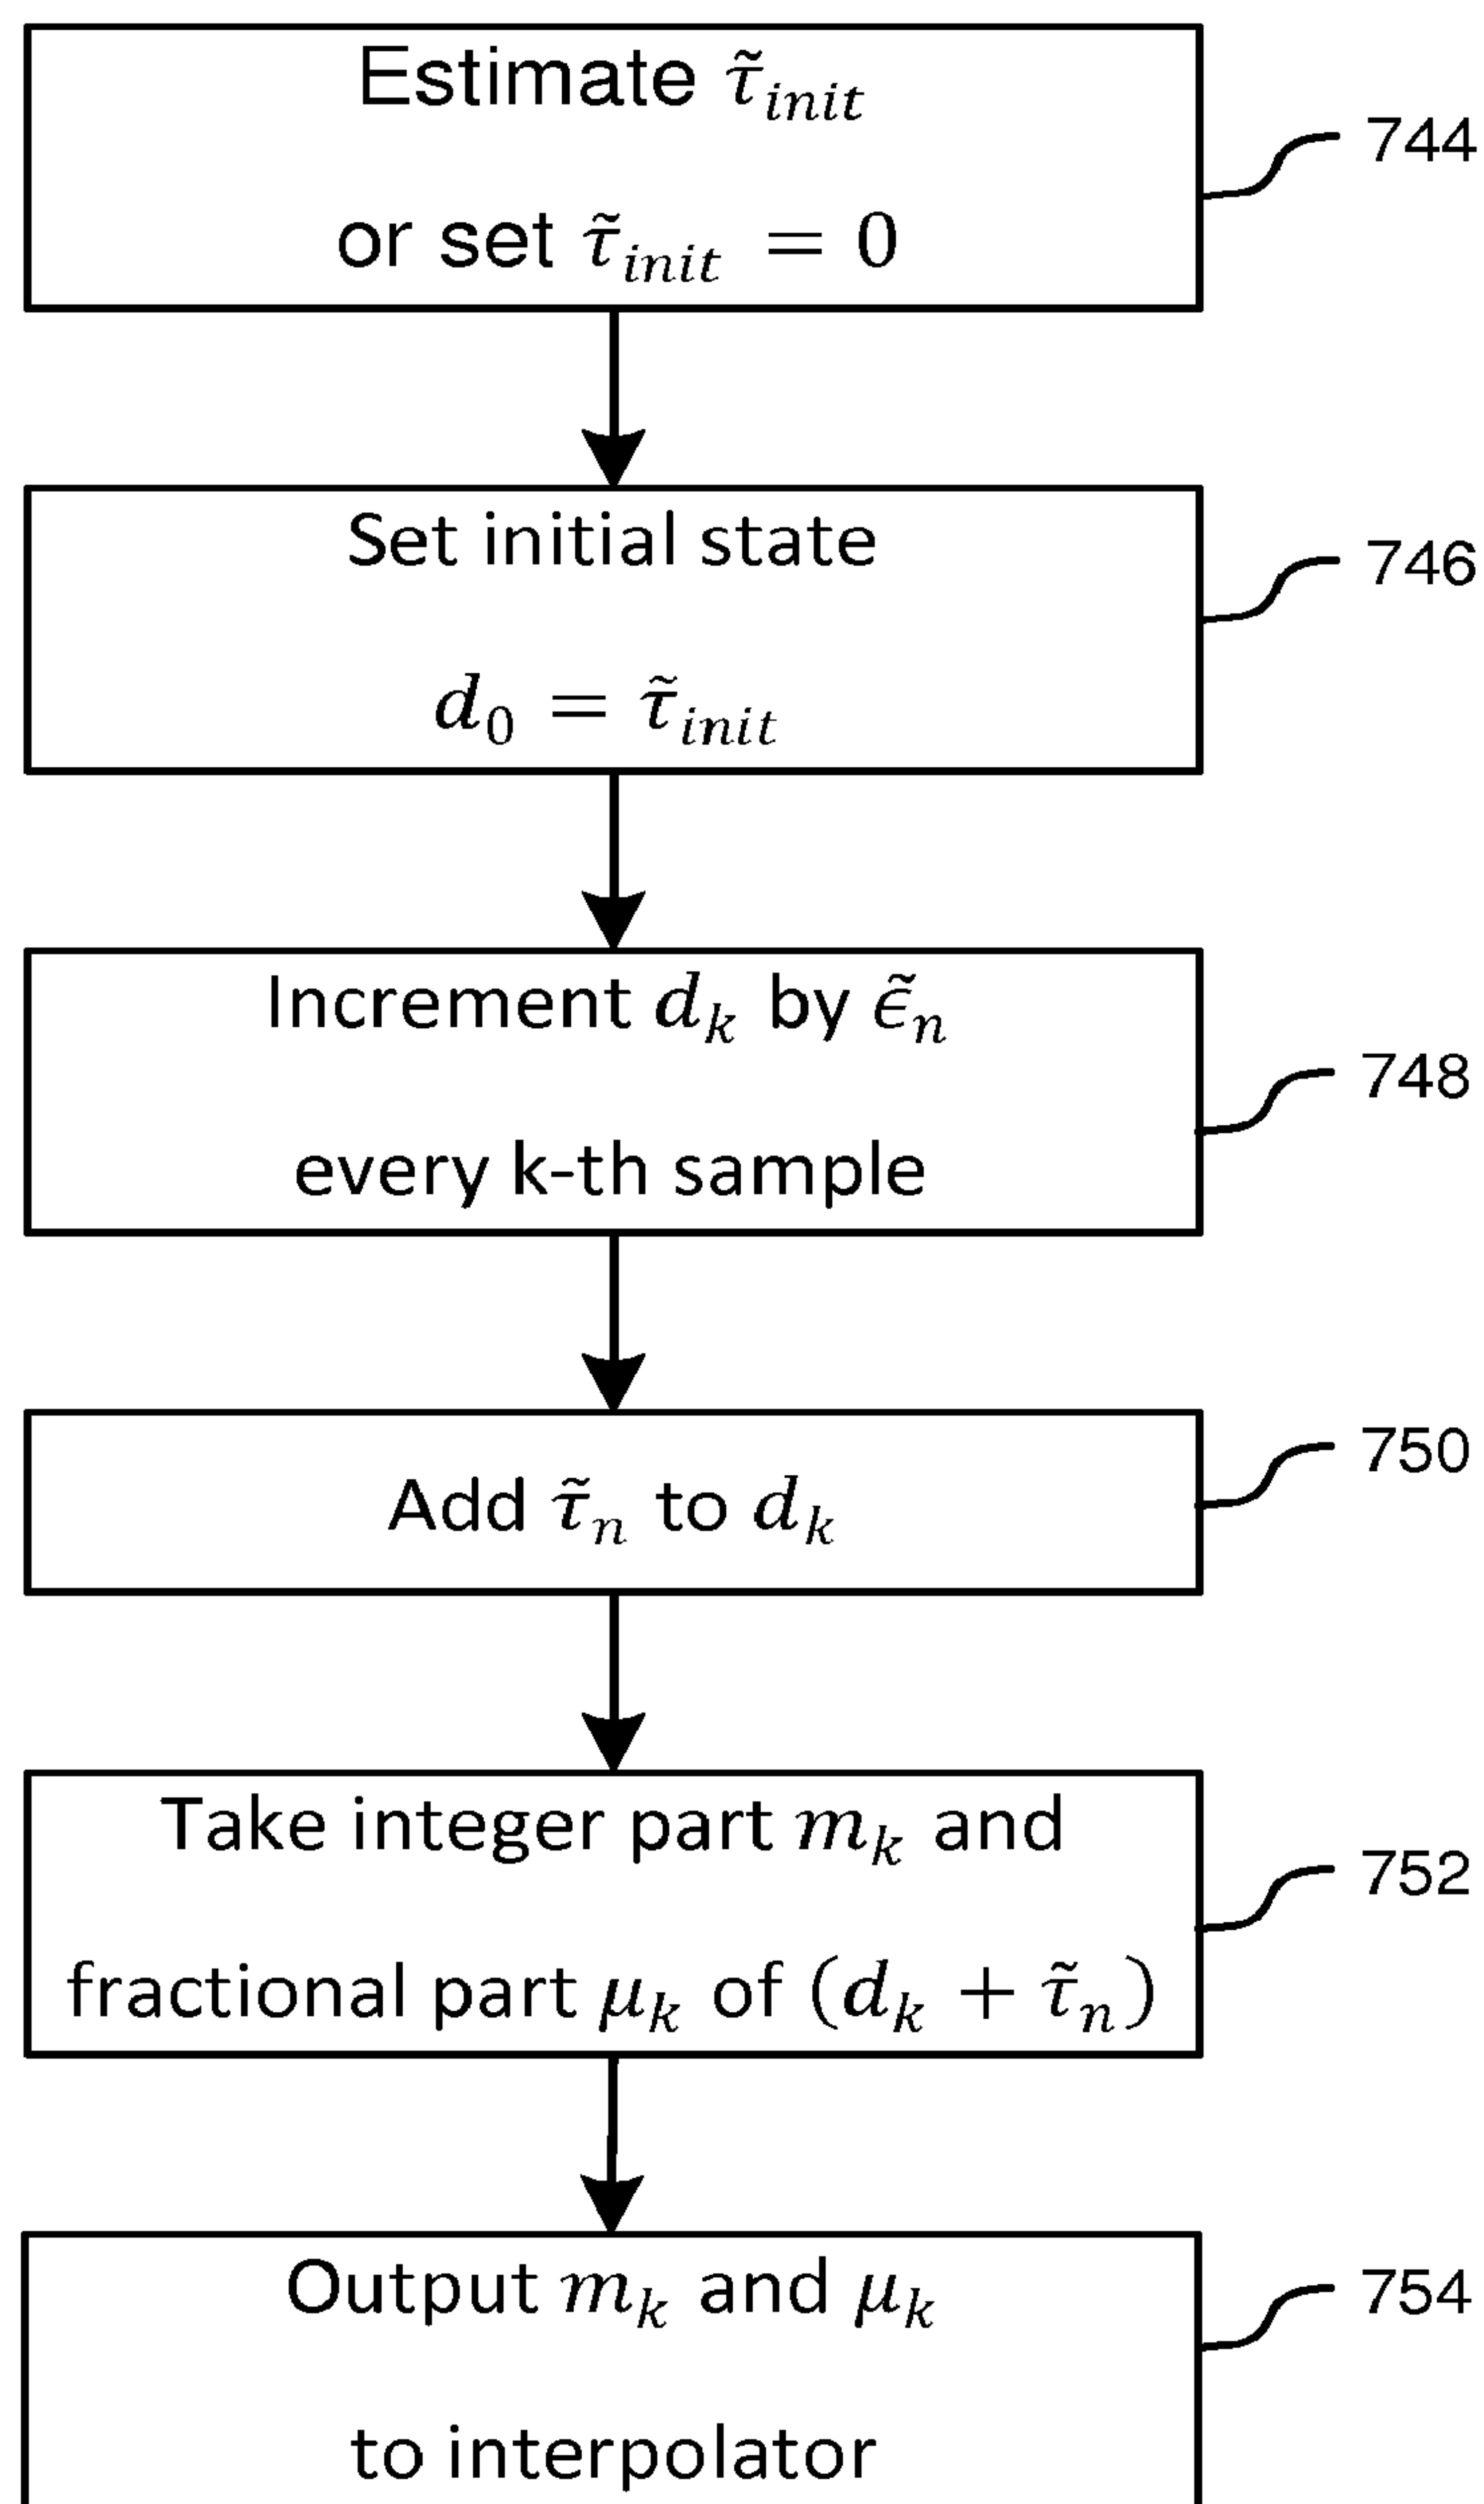 Estimate τ̃_init
or set τ̃_init = 0
744
Set initial state
d_0 = τ̃_init
746
Increment d_k by ϵ̃_n
every k-th sample
748
Add τ̃_n to d_k
750
Take integer part m_k and
fractional part μ_k of (d_k + τ̃_n)
752
Output m_k and μ_k
to interpolator
754